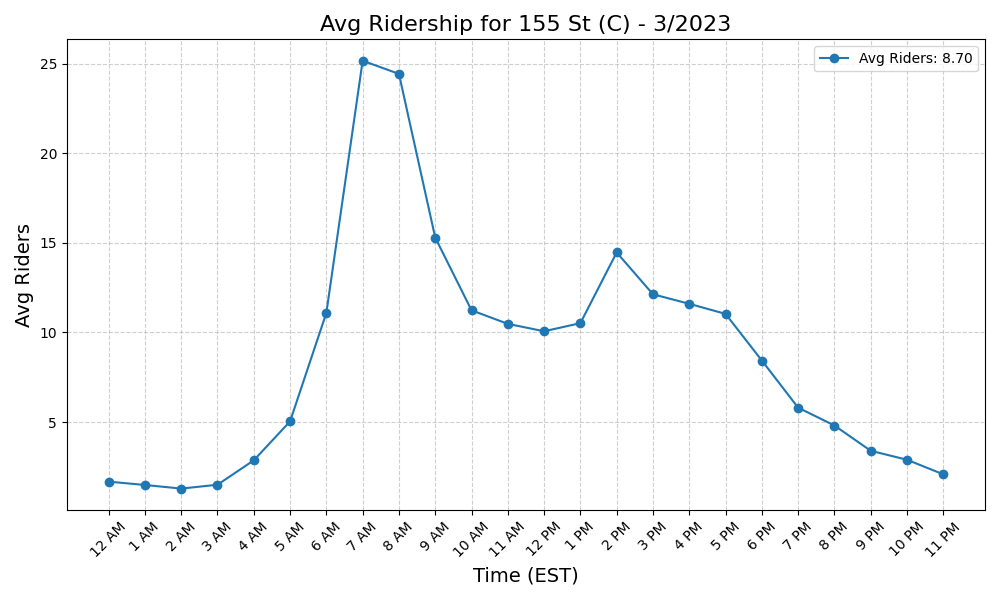 Avg Ridership for 155 St (C) - 3/2023
Avg Riders: 8.70
Avg Riders
25
20
15
10
5
12 AM
1 AM
2 AM
3 AM
4 AM
5 AM
6 AM
7 AM
8 AM
9 AM
10 AM
11 AM
12 PM
1 PM
2 PM
3 PM
4 PM
5 PM
6 PM
7 PM
8 PM
9 PM
10 PM
11 PM
Time (EST)